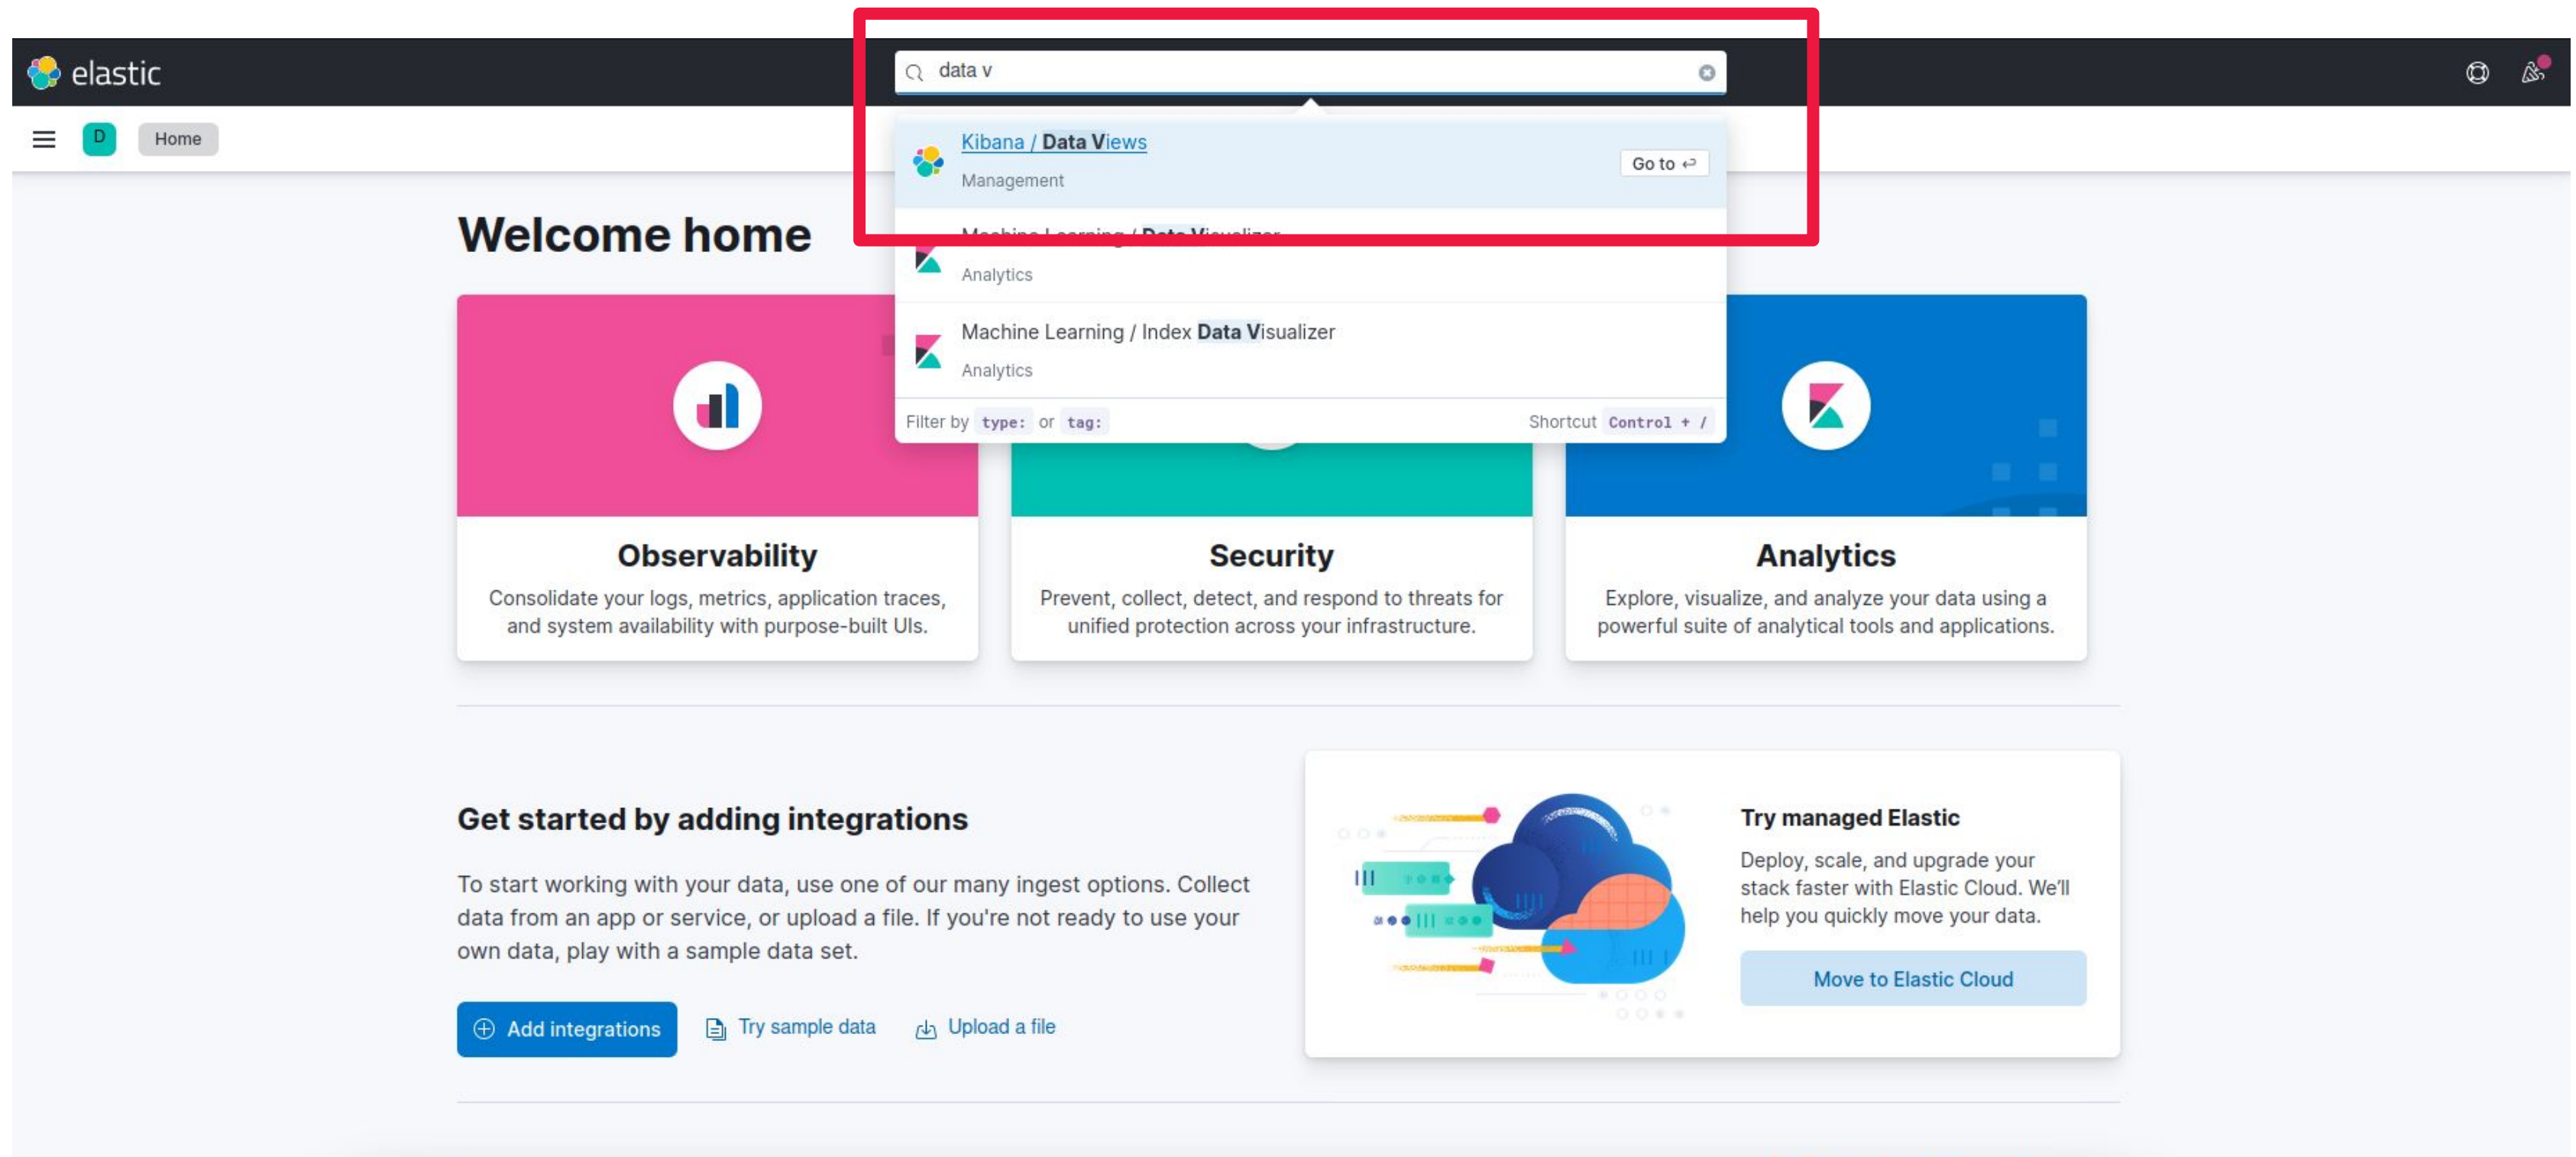 elastic
data v
D
Home
Kibana / Data Views
Go to
Management
Machine Learning / Data Visualizer
Analytics
Machine Learning / Index Data Visualizer
Analytics
Filter by type: or tag:
Shortcut Control + /
Welcome home
Observability
Consolidate your logs, metrics, application traces,
and system availability with purpose-built UIs.
Security
Prevent, collect, detect, and respond to threats for
unified protection across your infrastructure.
Analytics
Explore, visualize, and analyze your data using a
powerful suite of analytical tools and applications.
Get started by adding integrations
To start working with your data, use one of our many ingest options. Collect
data from an app or service, or upload a file. If you're not ready to use your
own data, play with a sample data set.
Add integrations
Try sample data
Upload a file
Try managed Elastic
Deploy, scale, and upgrade your
stack faster with Elastic Cloud. We'll
help you quickly move your data.
Move to Elastic Cloud